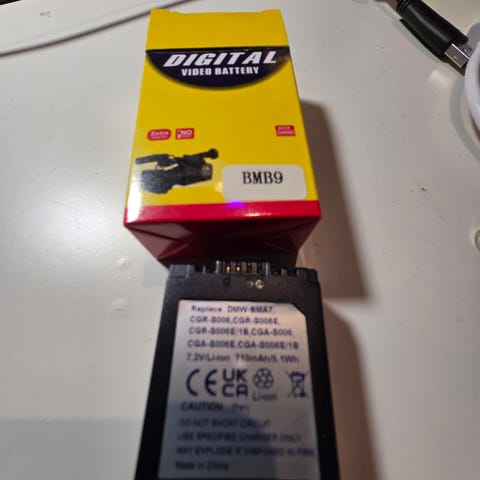 DIGITAL
VIDEO BATTERY
Extra
NO
BMB9
Replace DMW-BMA7,
CGR-S006,CGR-S006E,
CGR-S006E/1B,CGA-S006,
CGA-S006E,CGA-S006E/1B
7.2V/Li-ion 710mAh/5.1Wh
CE UK
CA Li-ion
CAUTION
DO NOT SHORT CIRCUIT
USE SPECIFIED CHARGER ONLY
MAY EXPLODE IF DISPOSED IN FIRE
Made in China